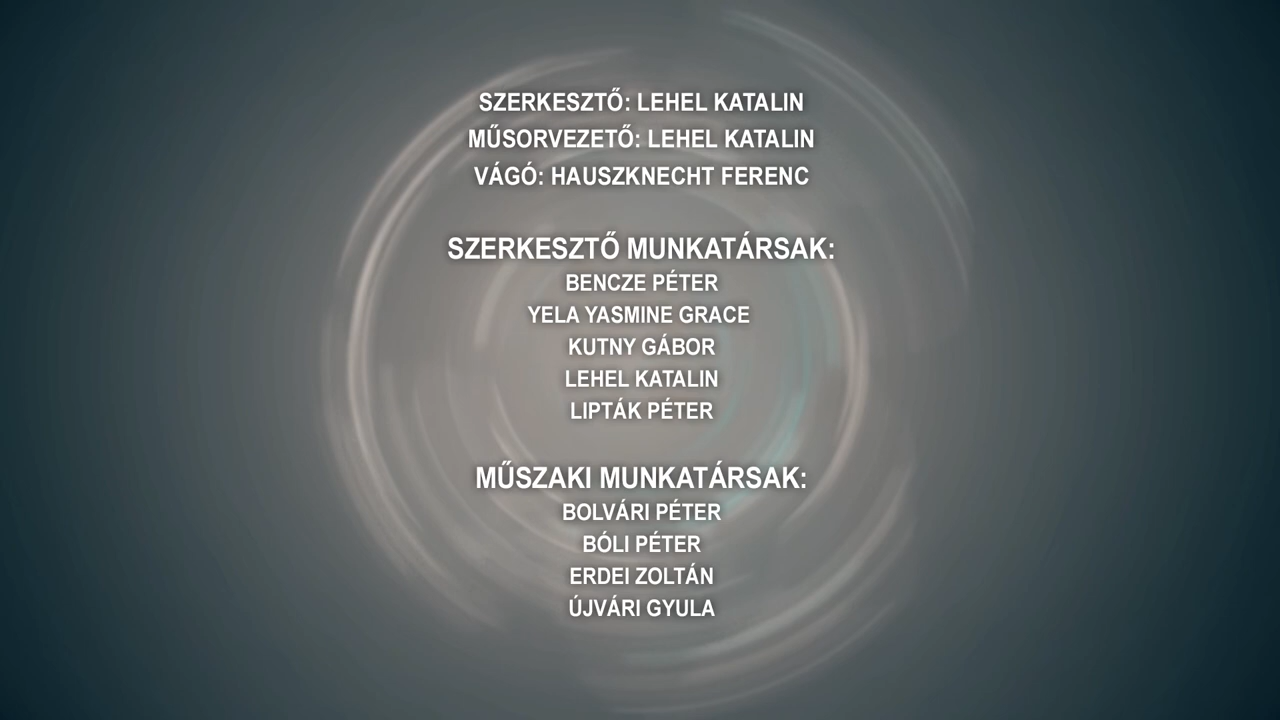 SZERKESZTŐ: LEHEL KATALIN
MŰSORVEZETŐ: LEHEL KATALIN
VÁGÓ: HAUSZKNECHT FERENC
SZERKESZTŐ MUNKATÁRSAK:
BENCZE PÉTER
YELA YASMINE GRACE
KUTNY GÁBOR
LEHEL KATALIN
LIPTÁK PÉTER
MŰSZAKI MUNKATÁRSAK:
BOLVÁRI PÉTER
BÓLI PÉTER
ERDEI ZOLTÁN
ÚJVÁRI GYULA